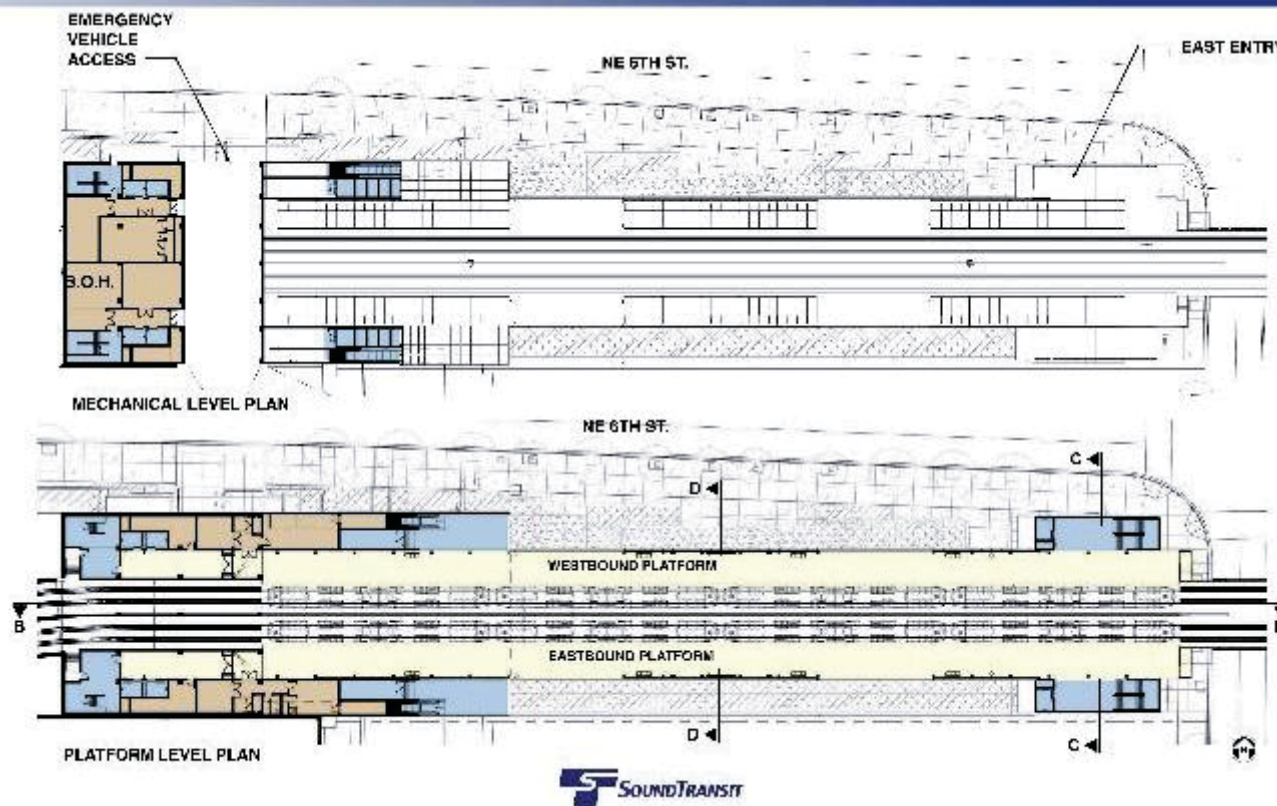 EMERGENCY
VEHICLE
ACCESS
NE 6TH ST.
EAST ENTRY
B.O.H.
MECHANICAL LEVEL PLAN
NE 6TH ST.
C
D
WESTBOUND PLATFORM
B
EASTBOUND PLATFORM
D
C
PLATFORM LEVEL PLAN
N
SOUNDTRANSIT